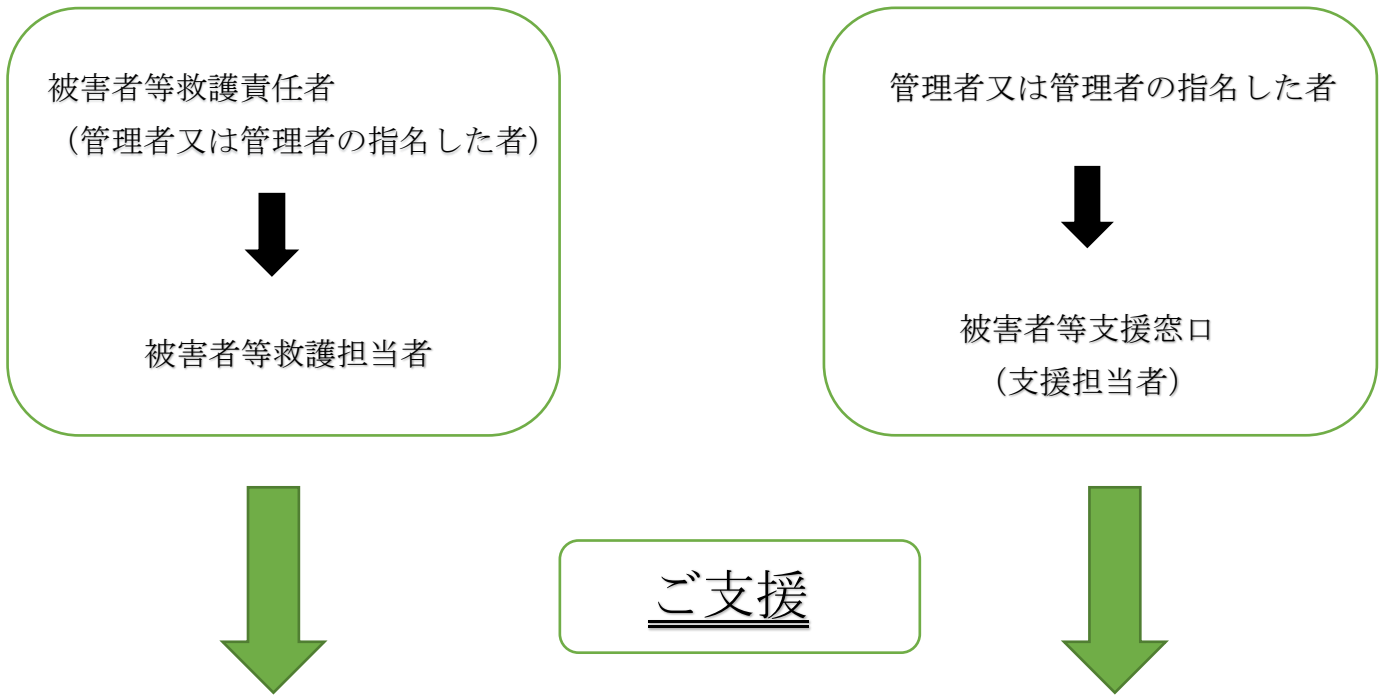 被害者等救護責任者
（管理者又は管理者の指名した者）
被害者等救護担当者
管理者又は管理者の指名した者
被害者等支援窓口
（支援担当者）
ご支援